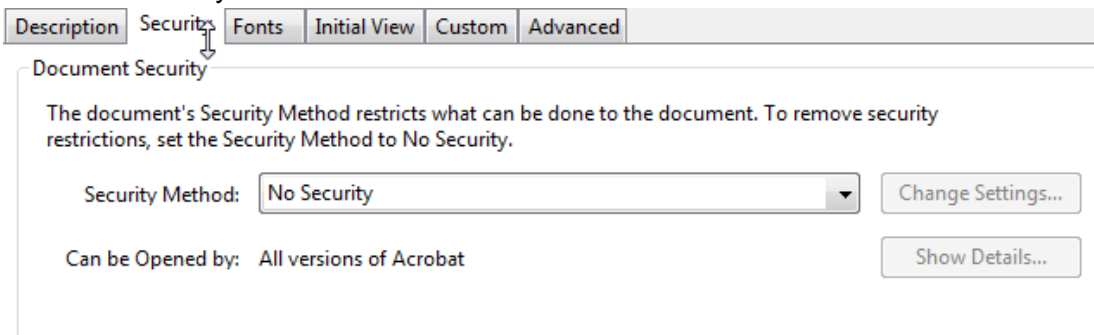 Description Security Fonts Initial View Custom Advanced
Document Security
The document's Security Method restricts what can be done to the document. To remove security
restrictions, set the Security Method to No Security.
Security Method: No Security Change Settings...
Can be Opened by: All versions of Acrobat Show Details...